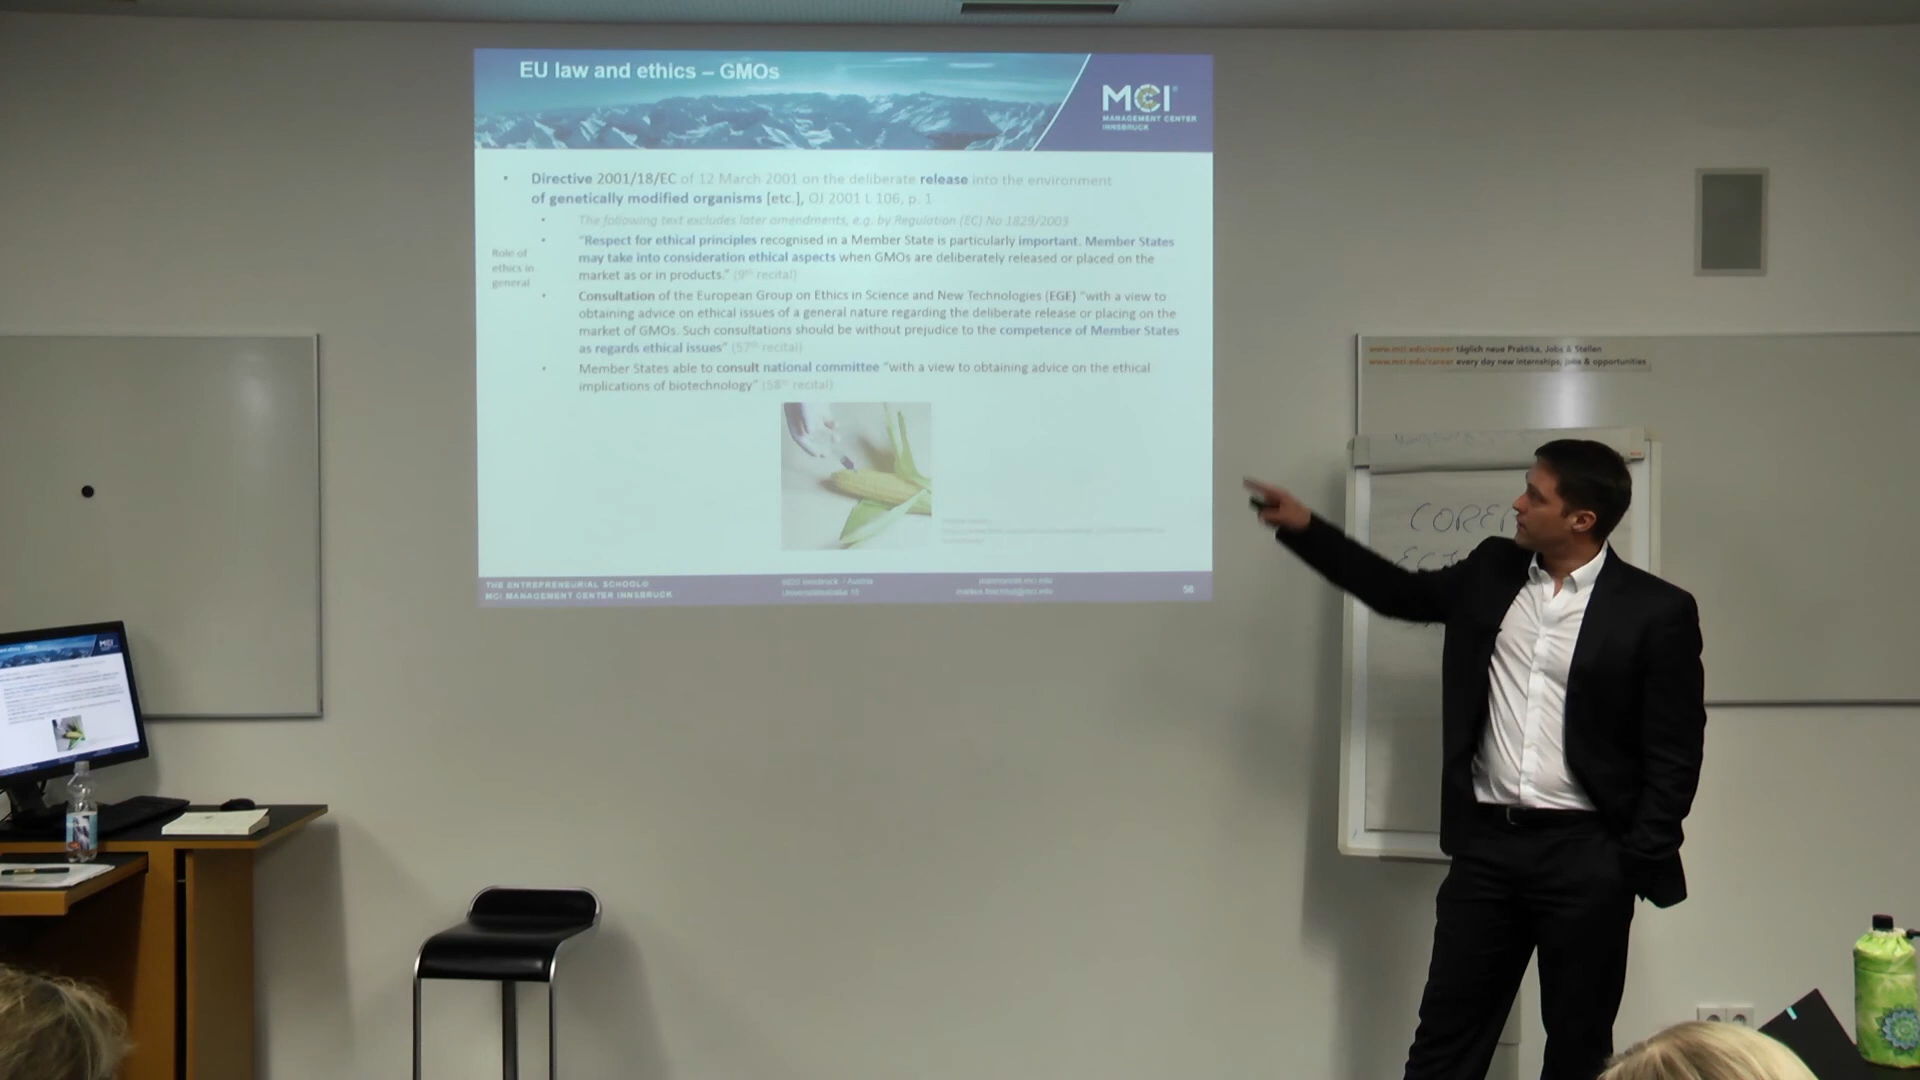 EU law and ethics – GMOs
MCI
MANAGEMENT CENTER
INNSBRUCK
• Directive 2001/18/EC of 12 March 2001 on the deliberate release into the environment
of genetically modified organisms [etc.], OJ 2001 L 106, p. 1
• The following text excludes later amendments, e.g. by Regulation (EC) No 1829/2003
Role of
ethics in
general
• "Respect for ethical principles recognised in a Member State is particularly important. Member States
may take into consideration ethical aspects when GMOs are deliberately released or placed on the
market as or in products." (9th recital)
• Consultation of the European Group on Ethics in Science and New Technologies (EGE) "with a view to
obtaining advice on ethical issues of a general nature regarding the deliberate release or placing on the
market of GMOs. Such consultations should be without prejudice to the competence of Member States
as regards ethical issues" (57th recital)
• Member States able to consult national committee "with a view to obtaining advice on the ethical
implications of biotechnology" (58th recital)
THE ENTREPRENEURIAL SCHOOL®
MCI MANAGEMENT CENTER INNSBRUCK
6020 Innsbruck / Austria
Universitätsstraße 15
56
www.mci.edu/career täglich neue Praktika, Jobs & Stellen
www.mci.edu/career every day new internships, jobs & opportunities
MCI